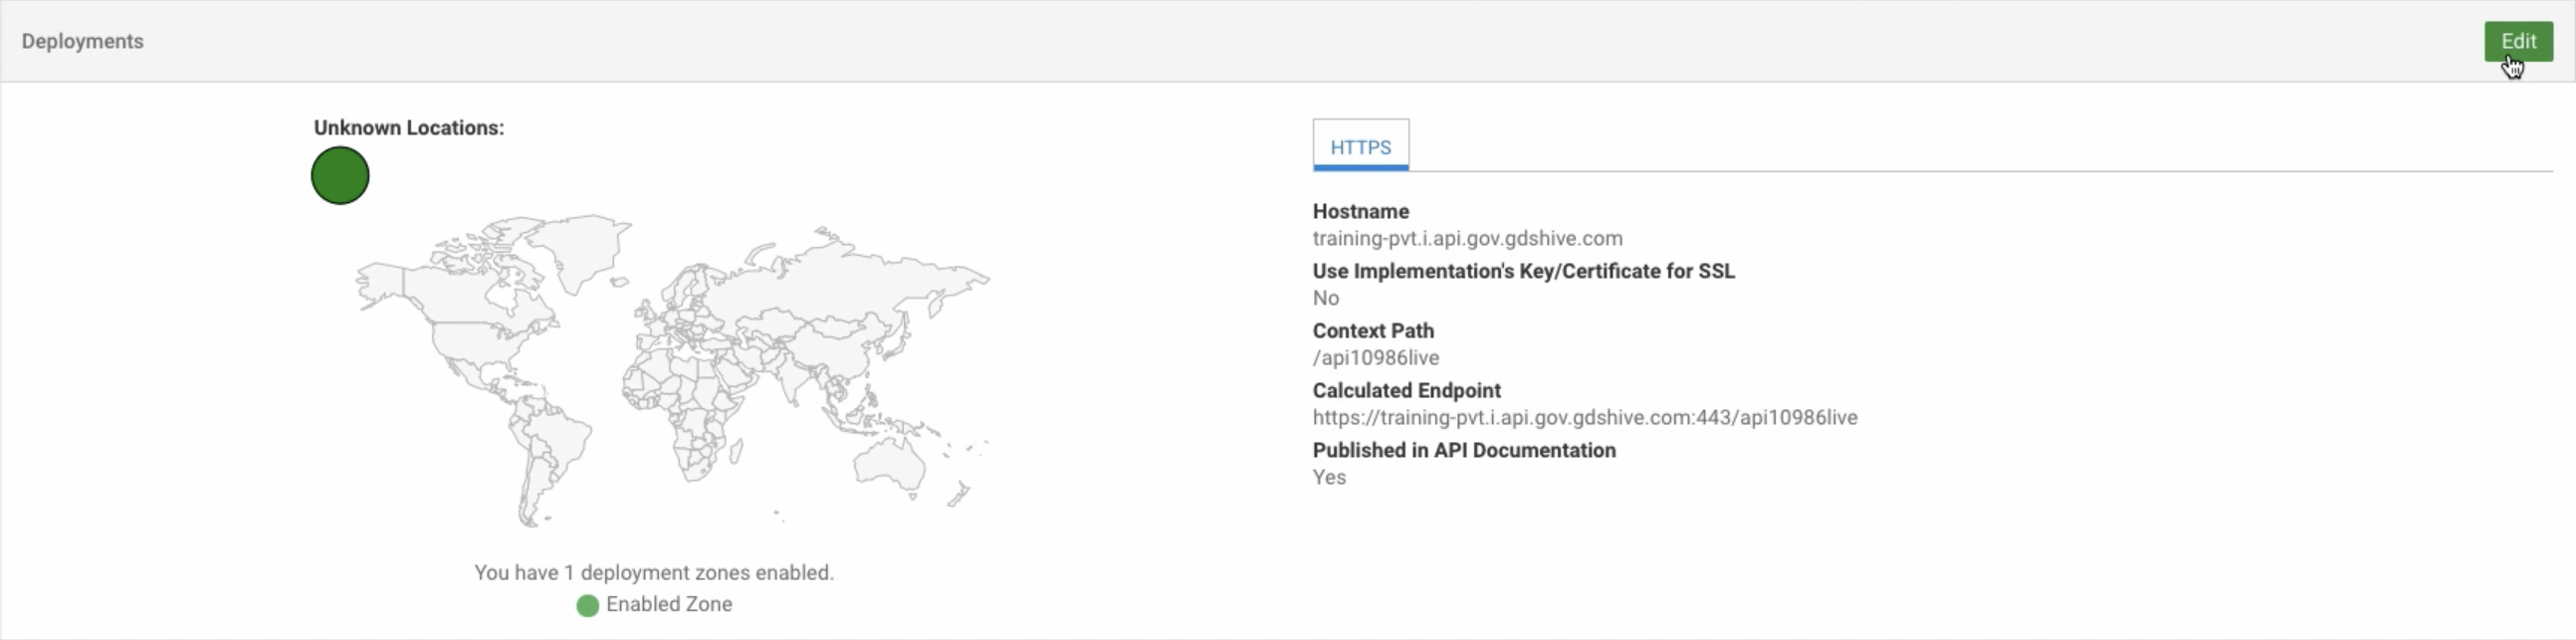 Deployments
Edit
Unknown Locations:
You have 1 deployment zones enabled.
Enabled Zone
HTTPS
Hostname
training-pvt.i.api.gov.gdshive.com
Use Implementation's Key/Certificate for SSL
No
Context Path
/api10986live
Calculated Endpoint
https://training-pvt.i.api.gov.gdshive.com:443/api10986live
Published in API Documentation
Yes